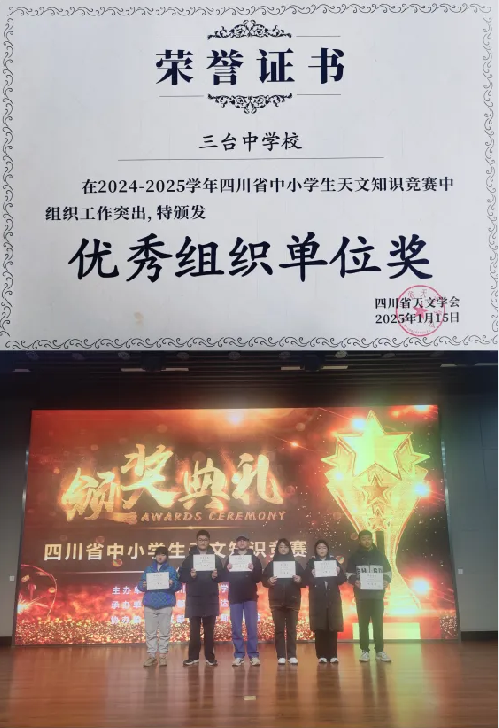 荣誉证书
三台中学校
在2024-2025学年四川省中小学生天文知识竞赛中
组织工作突出,特颁发
优秀组织单位奖
四川省天文学会
2025年1月15日
颁奖典礼
AWARDS CEREMONY
四川省中小学生天文知识竞赛